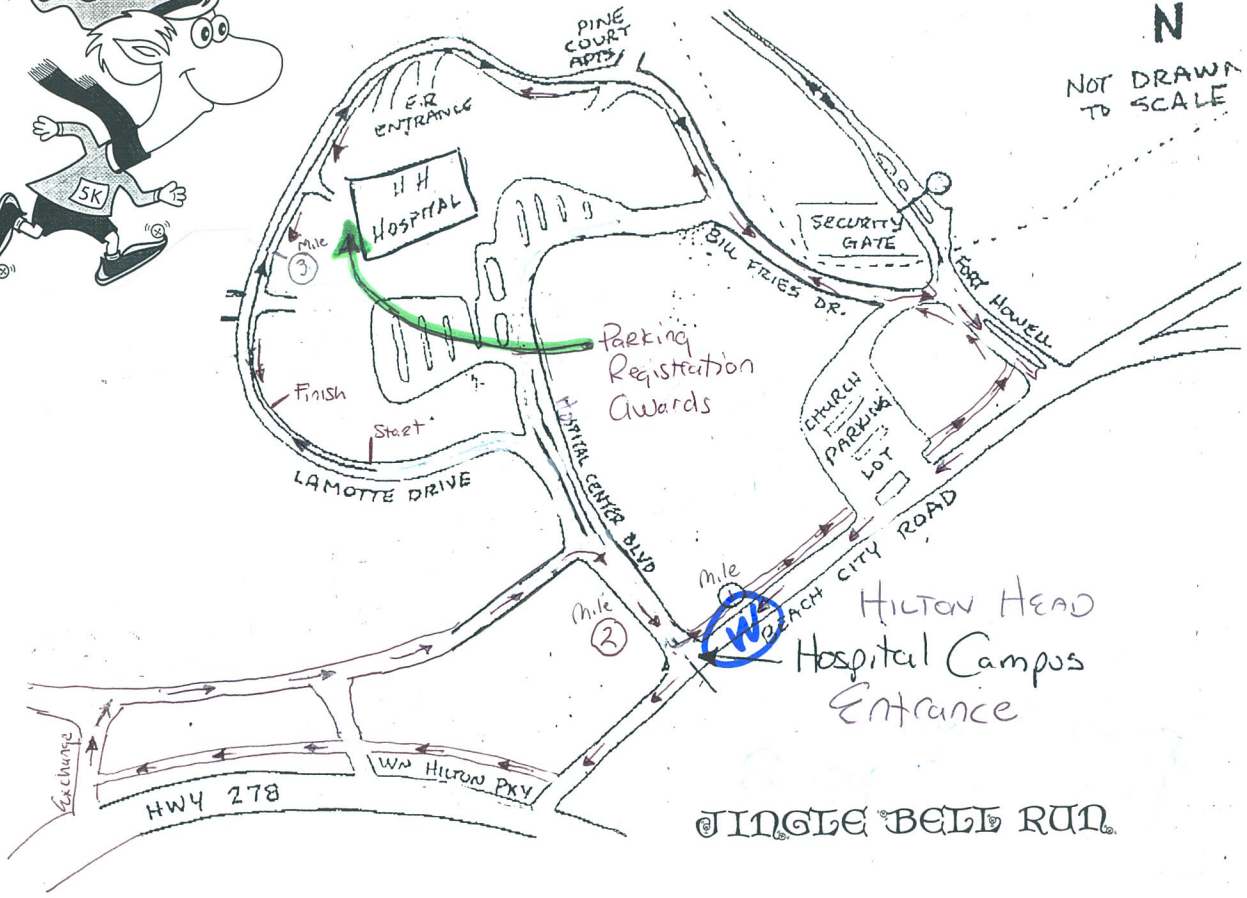 PINE
COURT
APTS
N
NOT DRAWN
TO SCALE
5K
E.R
ENTRANCE
H H
HOSPITAL
SECURITY
GATE
BILL FRIES DR.
FORT HOWELL
Mile
3
Parking
Registration
Awards
Finish
Start
LAMOTTE DRIVE
HOSPITAL CENTER BLVD
CHURCH
PARKING
LOT
BEACH CITY ROAD
Mile
1
W
Mile
2
HILTON HEAD
Hospital Campus
Entrance
Exchange
WM HILTON PKY
HWY 278
JINGLE BELL RUN